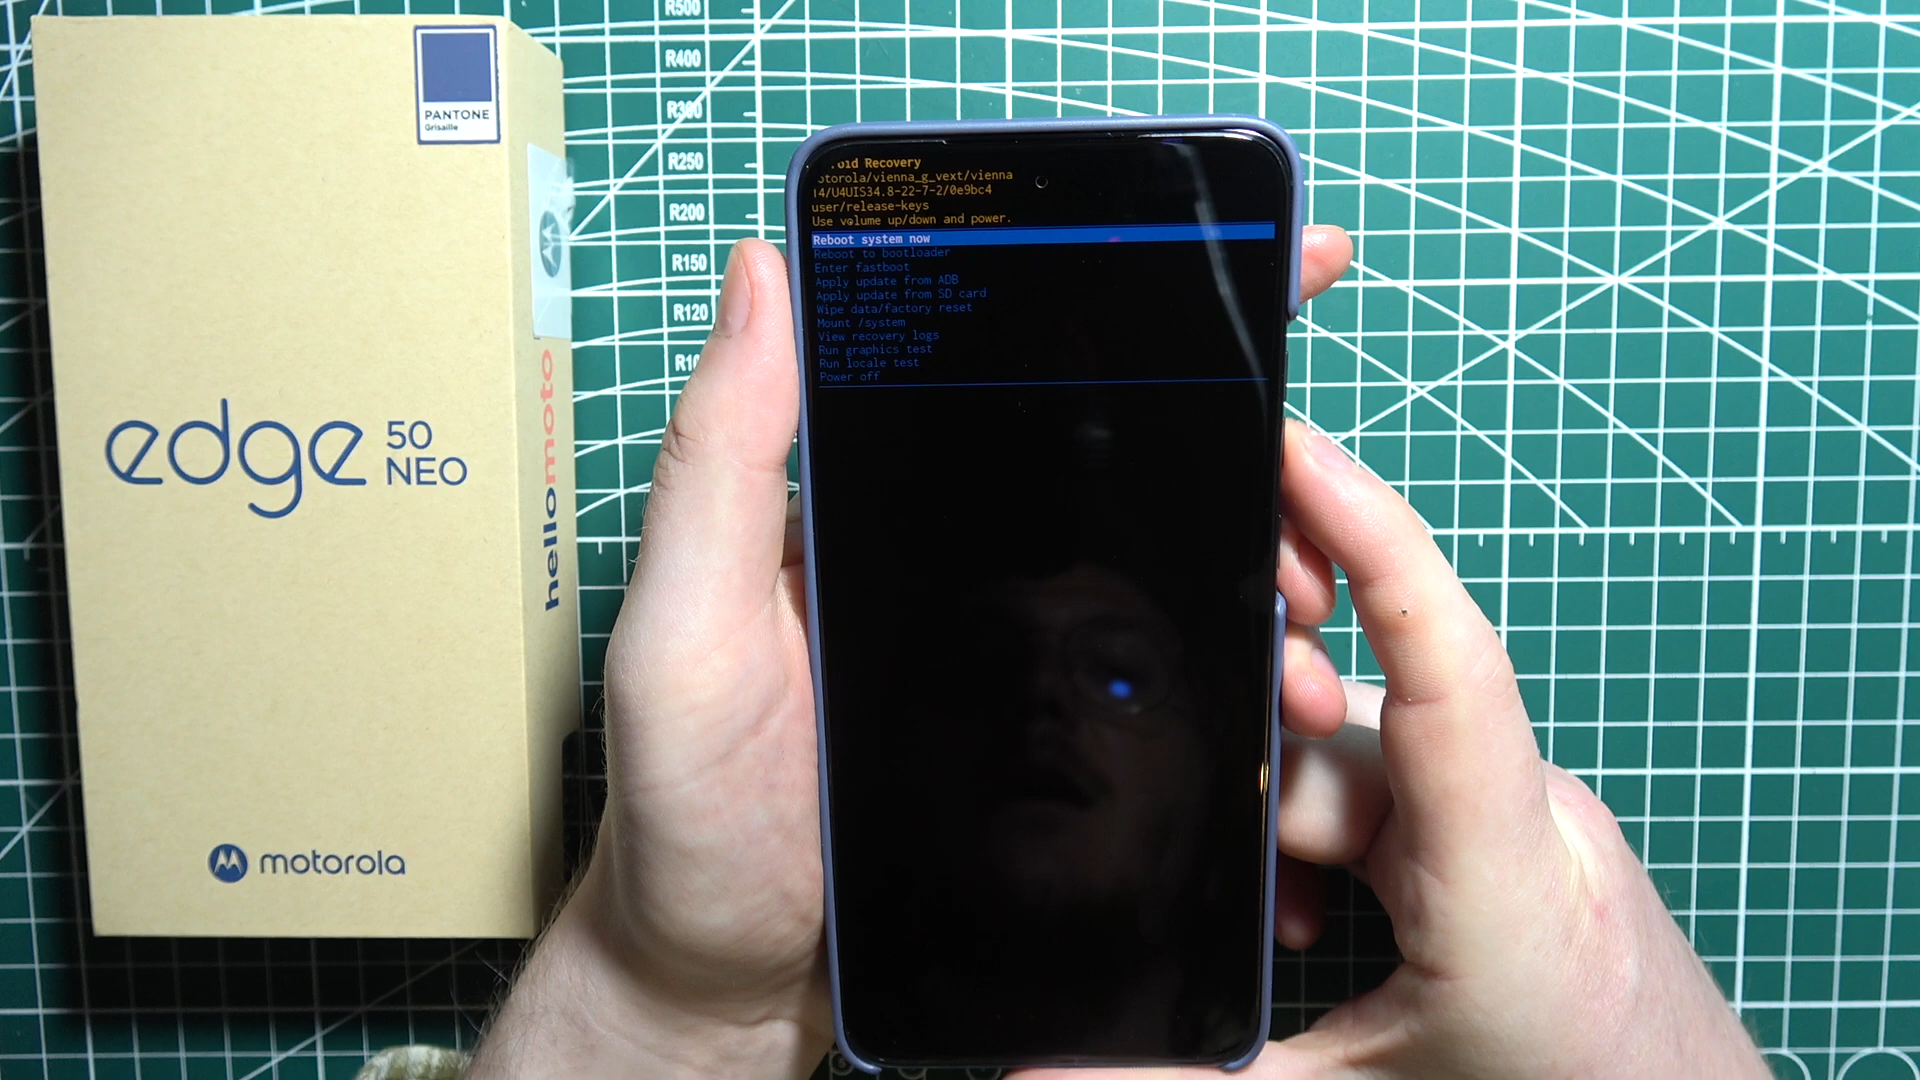 PANTONE
Grisaille
edge 50
NEO
hellomoto
motorola
R500
R400
R300
R250
R200
R150
R120
oid Recovery
otorola/vienna_g_vext/vienna
14/U4UIS34.8-22-7-2/0e9bc4
user/release-keys
Use volume up/down and power.
Reboot system now
Reboot to bootloader
Enter fastboot
Apply update from ADB
Apply update from SD card
Wipe data/factory reset
Mount /system
View recovery logs
Run graphics test
Run locale test
Power off